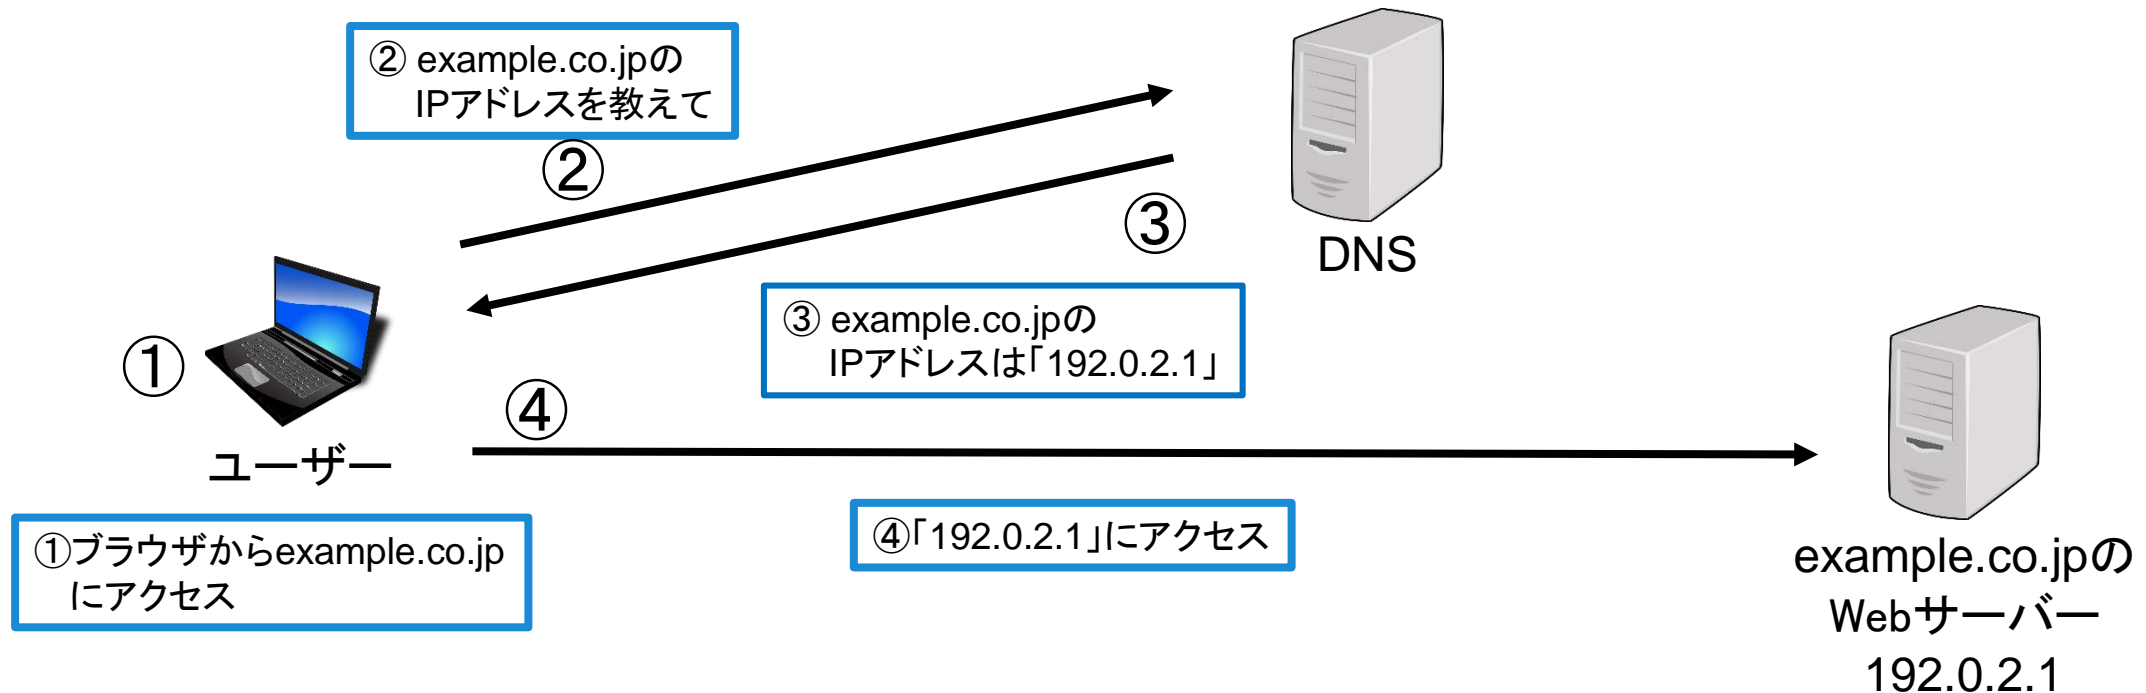 ② example.co.jpの
IPアドレスを教えて
②
③
DNS
①
ユーザー
③ example.co.jpの
IPアドレスは「192.0.2.1」
④
①ブラウザからexample.co.jp
にアクセス
④「192.0.2.1」にアクセス
example.co.jpの
Webサーバー
192.0.2.1